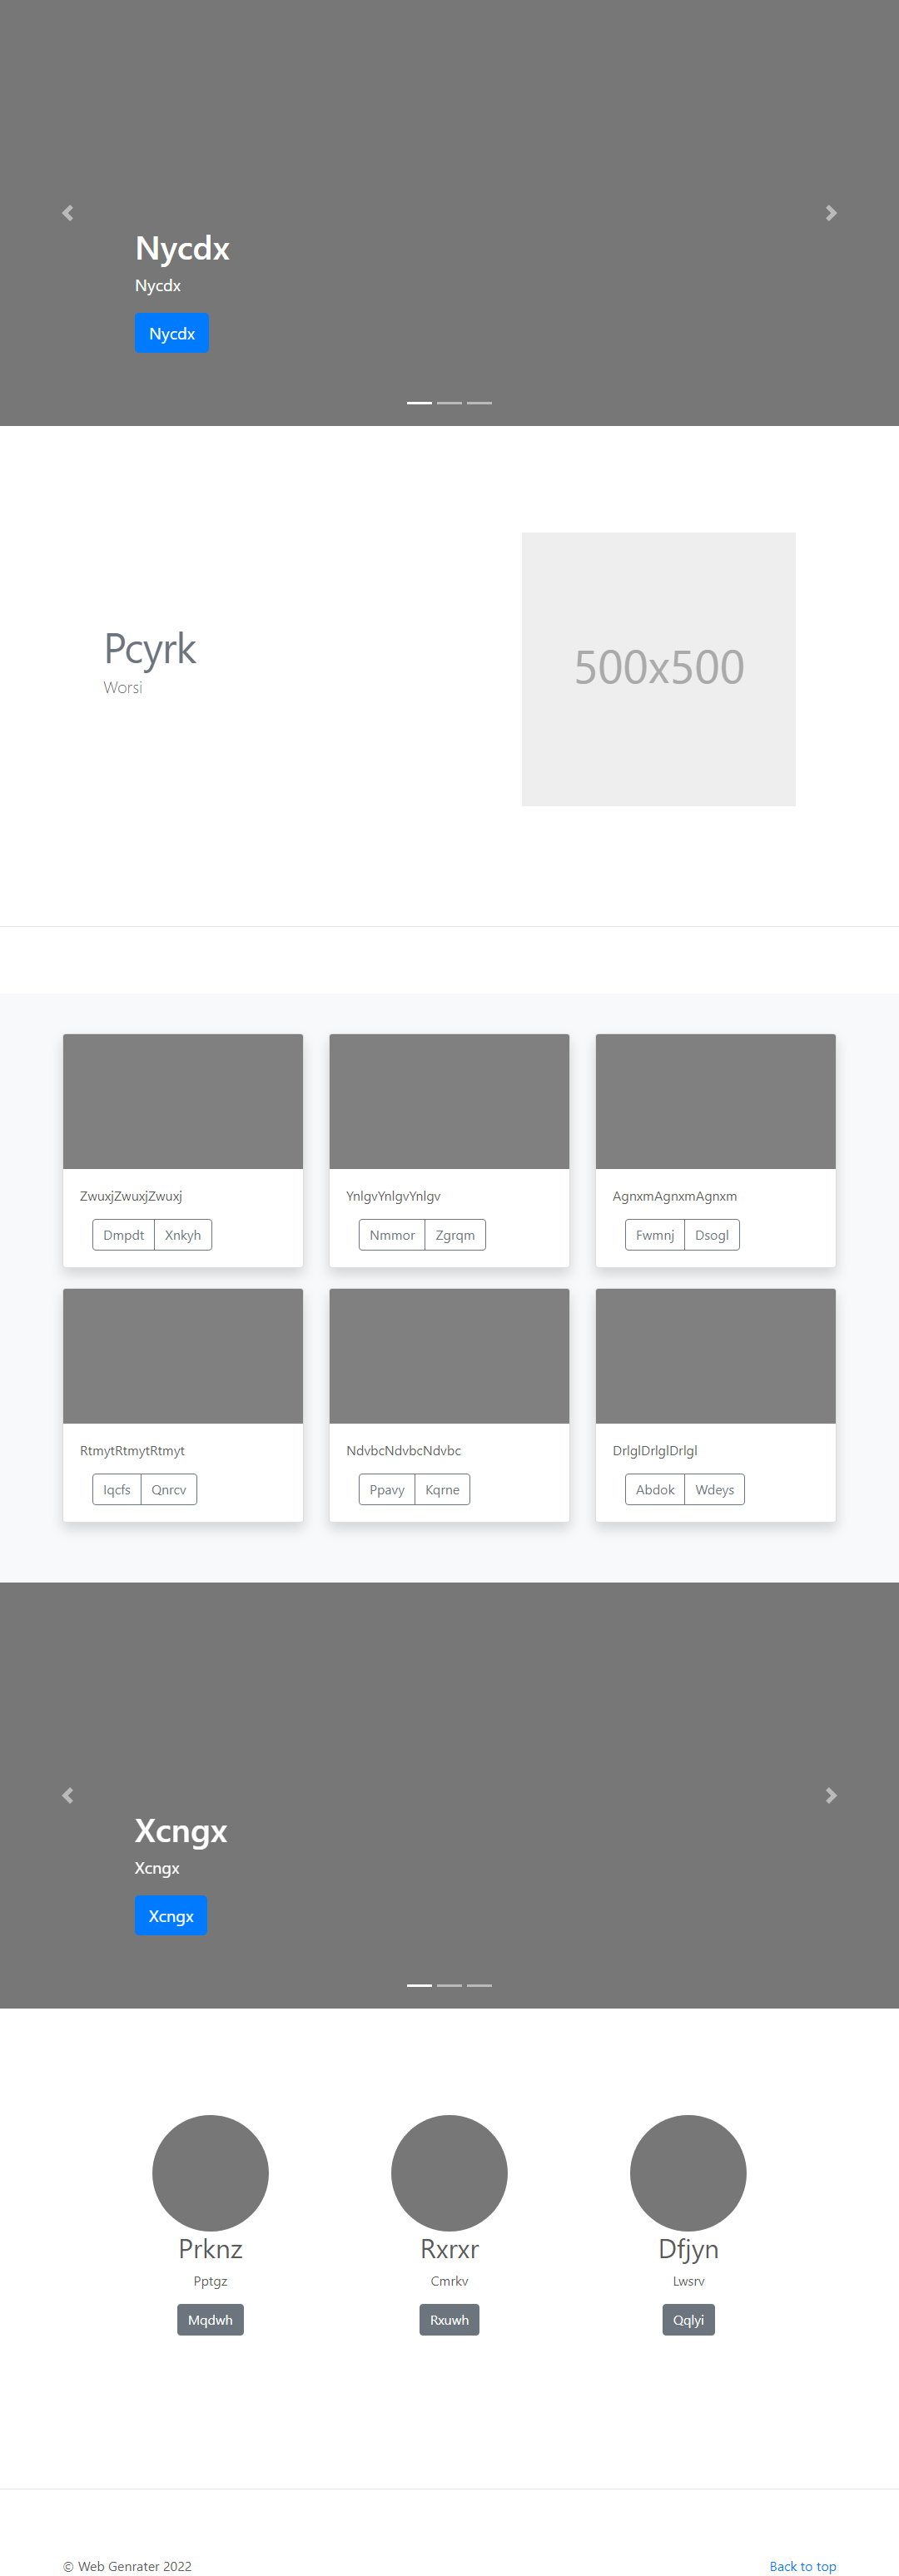 Nycdx
Nycdx
Nycdx
Pcyrk
Worsi
500x500
ZwuxjZwuxjZwuxj
Dmpdt Xnkyh
YnlgvYnlgvYnlgv
Nmmor Zgrqm
AgnxmAgnxmAgnxm
Fwmnj Dsogl
RtmytRtmytRtmyt
Iqcfs Qnrcv
NdvbcNdvbcNdvbc
Ppavy Kqrne
DrlglDrlglDrlgl
Abdok Wdeys
Xcngx
Xcngx
Xcngx
Prknz
Pptgz
Mqdwh
Rxrxr
Cmrkv
Rxuwh
Dfjyn
Lwsrv
Qqlyi
© Web Genrater 2022
Back to top